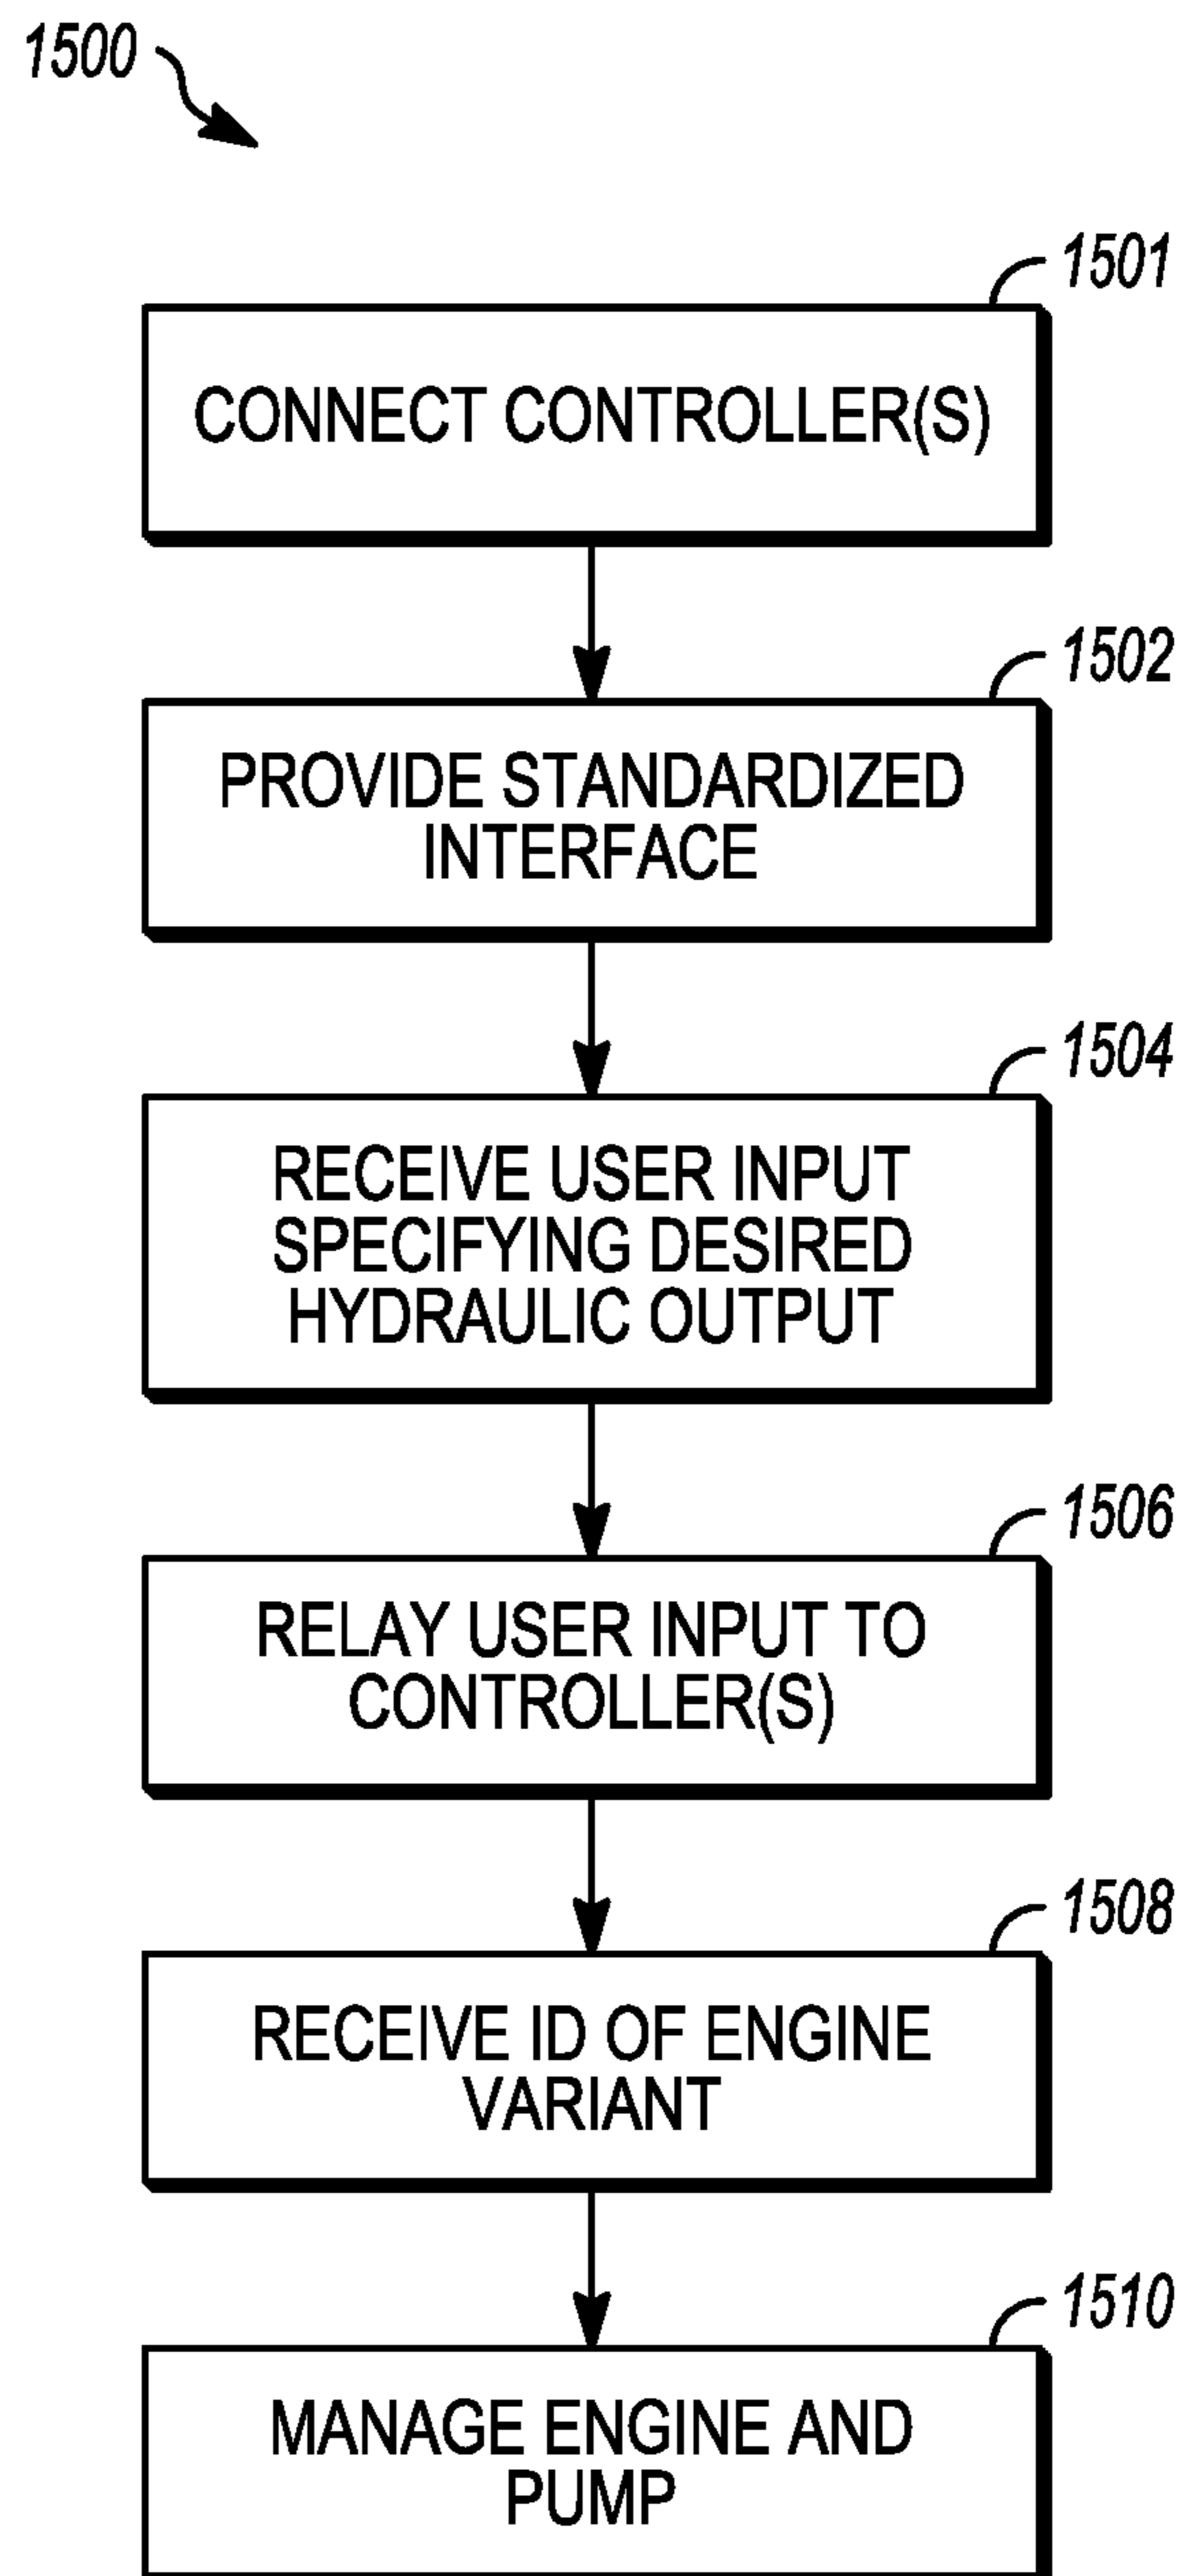 1500
1501
CONNECT CONTROLLER(S)
1502
PROVIDE STANDARDIZED
INTERFACE
1504
RECEIVE USER INPUT
SPECIFYING DESIRED
HYDRAULIC OUTPUT
1506
RELAY USER INPUT TO
CONTROLLER(S)
1508
RECEIVE ID OF ENGINE
VARIANT
1510
MANAGE ENGINE AND
PUMP